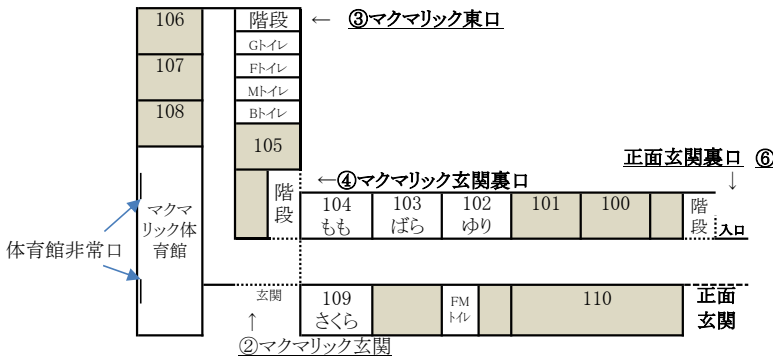 106
階段
← ③マクマリック東口
Gトイレ
107
Fトイレ
Mトイレ
108
Bトイレ
105
正面玄関裏口 ⑥
←④マクマリック玄関裏口
↓
階
段
104
もも
103
ばら
102
ゆり
101
100
階
段
入口
マクマ
リック体
育館
体育館非常口
玄関
109
さくら
FM
トイレ
110
正面
玄関
↑
②マクマリック玄関